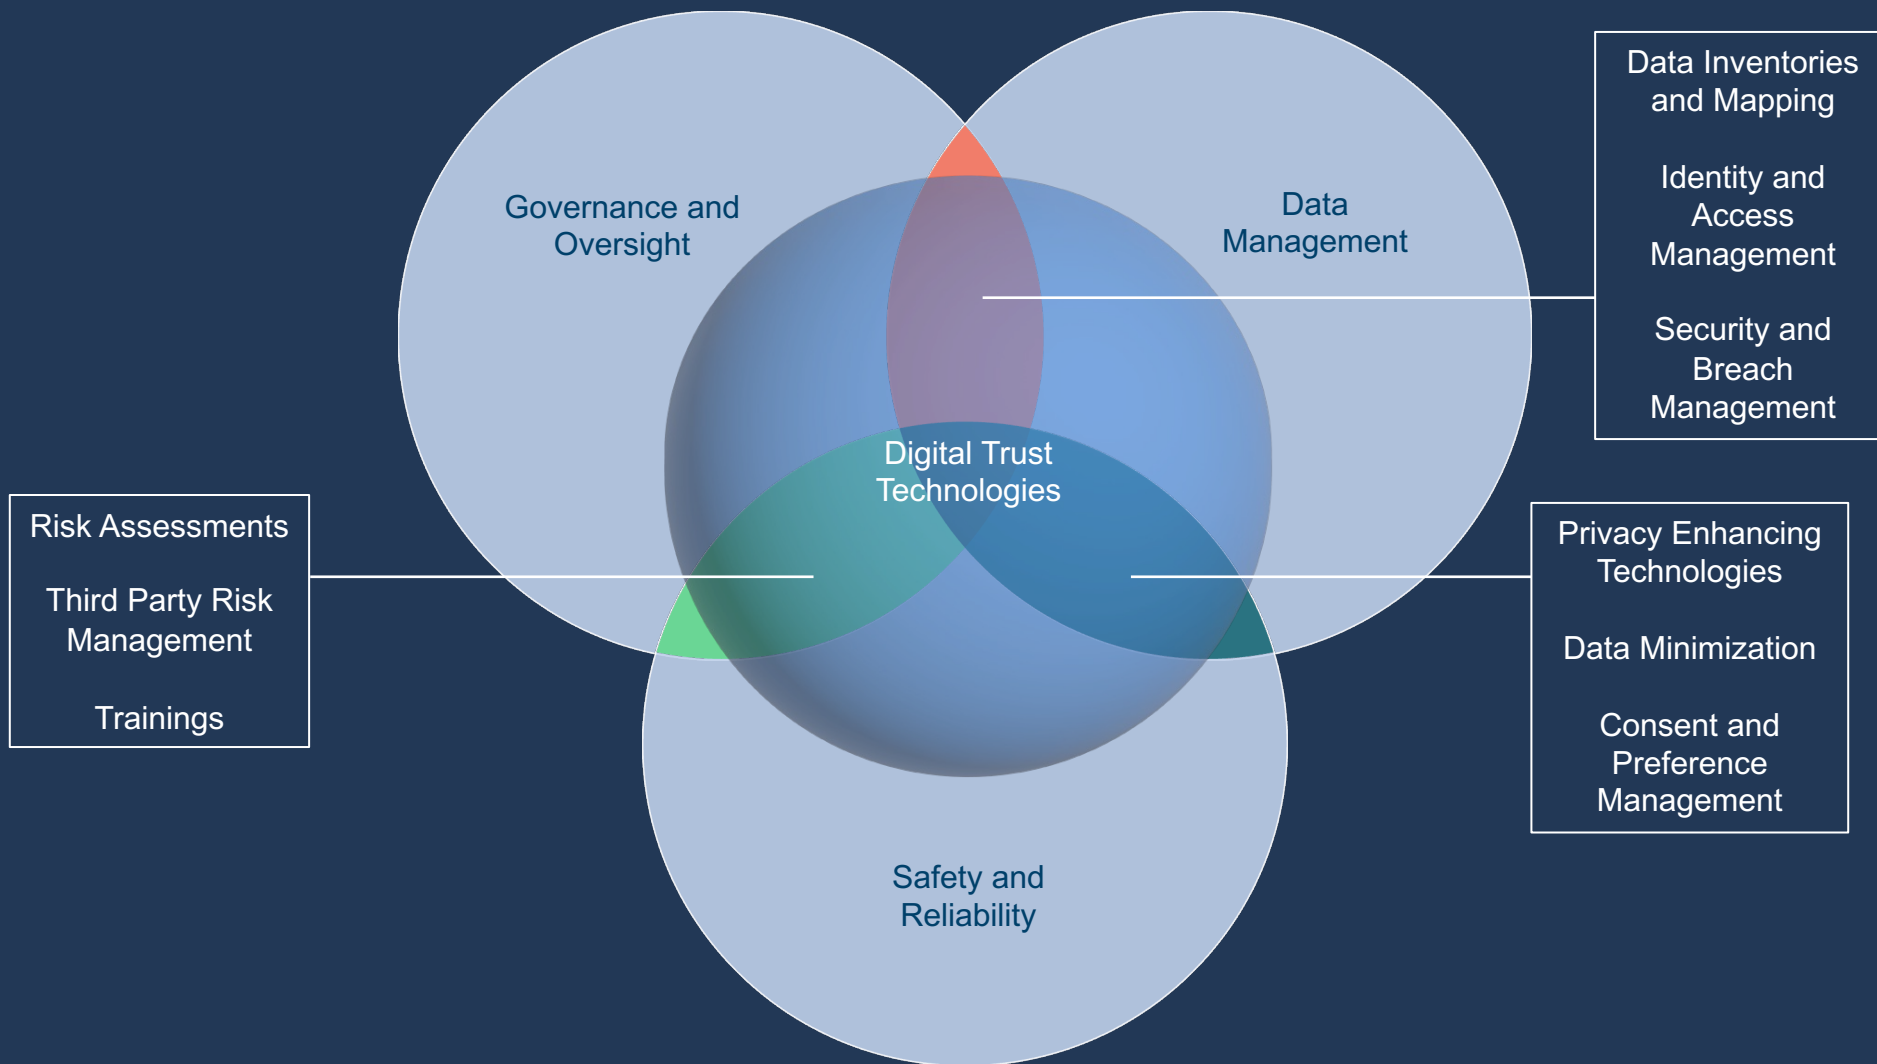 Governance and
Oversight
Data
Management
Data Inventories
and Mapping
Identity and
Access
Management
Security and
Breach
Management
Digital Trust
Technologies
Risk Assessments
Third Party Risk
Management
Trainings
Privacy Enhancing
Technologies
Data Minimization
Consent and
Preference
Management
Safety and
Reliability